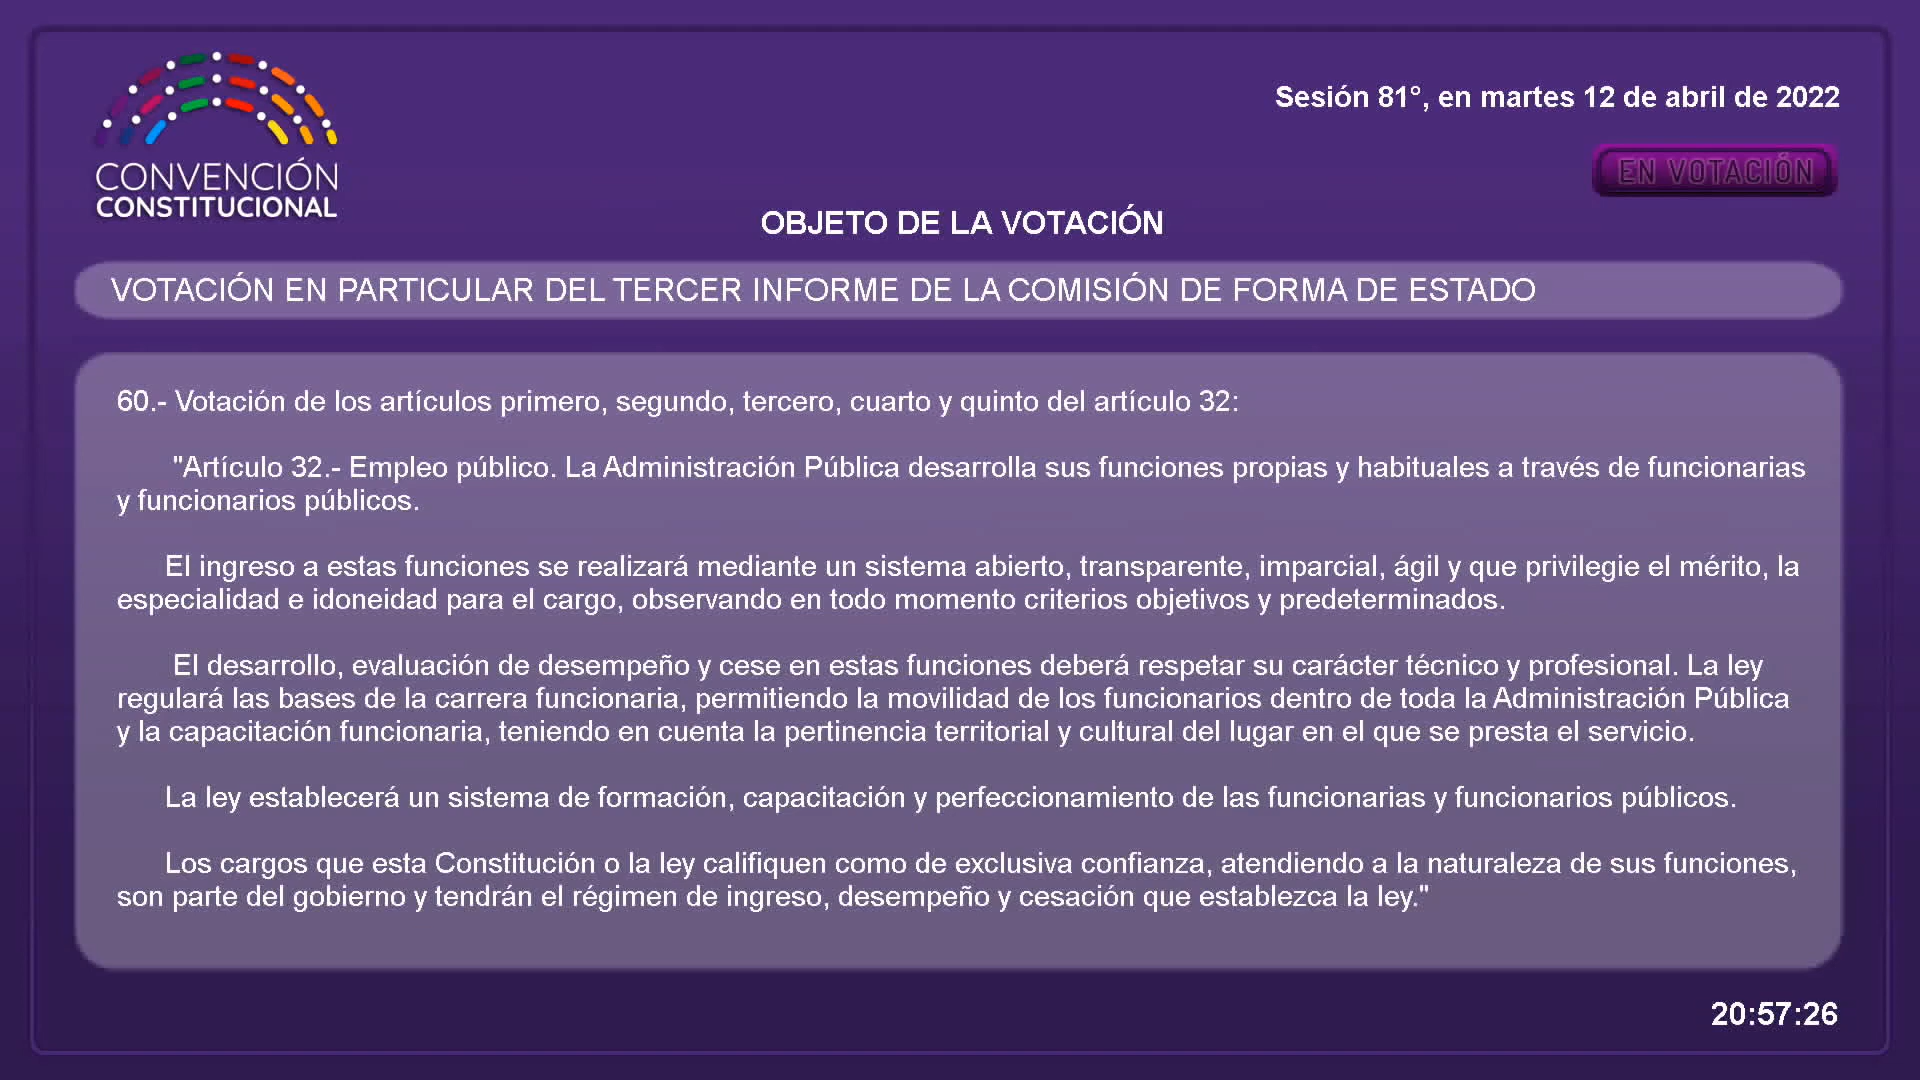 CONVENCIÓN
CONSTITUCIONAL
Sesión 81°, en martes 12 de abril de 2022
EN VOTACIÓN
OBJETO DE LA VOTACIÓN
VOTACIÓN EN PARTICULAR DEL TERCER INFORME DE LA COMISIÓN DE FORMA DE ESTADO
60.- Votación de los artículos primero, segundo, tercero, cuarto y quinto del artículo 32:
"Artículo 32.- Empleo público. La Administración Pública desarrolla sus funciones propias y habituales a través de funcionarias
y funcionarios públicos.
El ingreso a estas funciones se realizará mediante un sistema abierto, transparente, imparcial, ágil y que privilegie el mérito, la
especialidad e idoneidad para el cargo, observando en todo momento criterios objetivos y predeterminados.
El desarrollo, evaluación de desempeño y cese en estas funciones deberá respetar su carácter técnico y profesional. La ley
regulará las bases de la carrera funcionaria, permitiendo la movilidad de los funcionarios dentro de toda la Administración Pública
y la capacitación funcionaria, teniendo en cuenta la pertinencia territorial y cultural del lugar en el que se presta el servicio.
La ley establecerá un sistema de formación, capacitación y perfeccionamiento de las funcionarias y funcionarios públicos.
Los cargos que esta Constitución o la ley califiquen como de exclusiva confianza, atendiendo a la naturaleza de sus funciones,
son parte del gobierno y tendrán el régimen de ingreso, desempeño y cesación que establezca la ley."
20:57:26